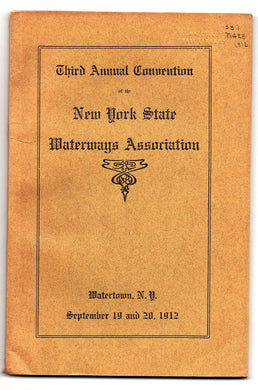 Third Annual Convention
of the
New York State
Waterways Association
Watertown, N. Y.
September 19 and 20, 1912